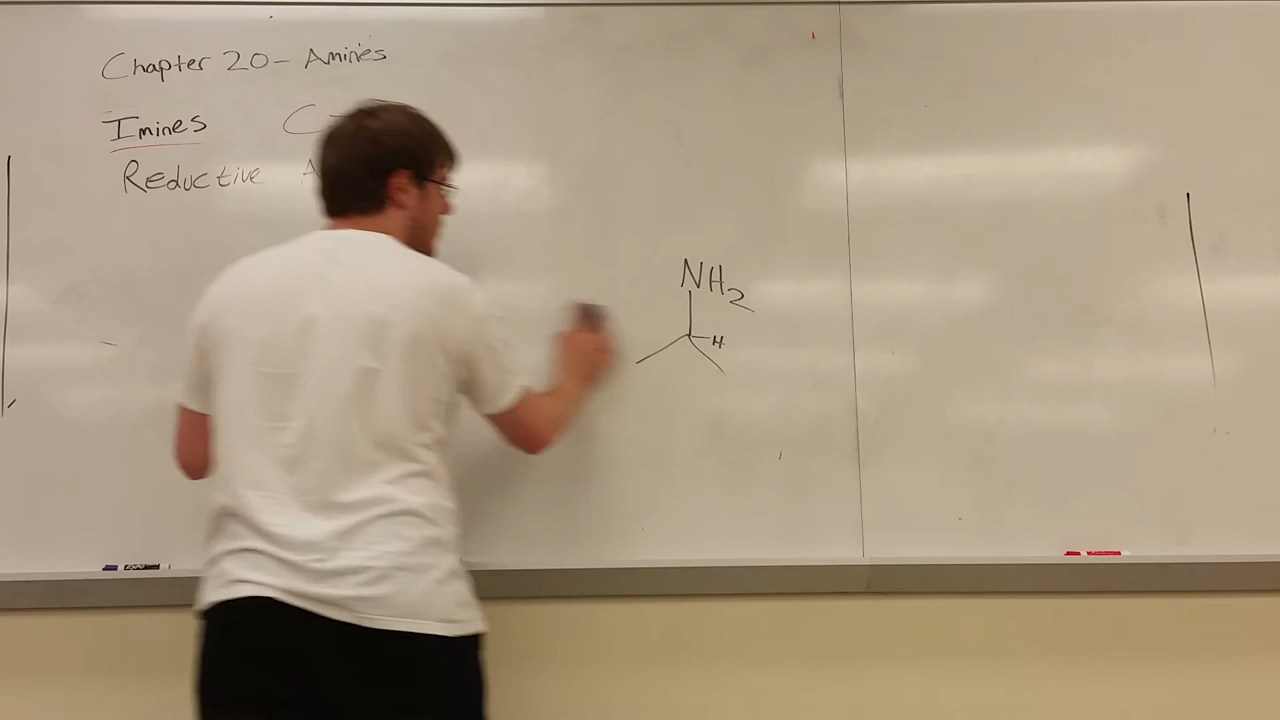 Chapter 20 - Amines
Imines C
Reductive A
NH2
H